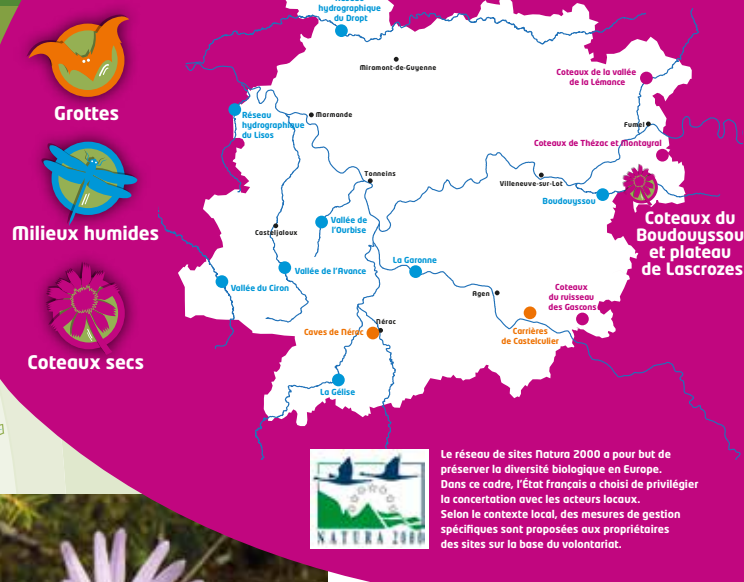 Grottes
Milieux humides
Coteaux secs
Réseau
hydrographique
du Dropt
Miramont-de-Guyenne
Coteaux de la vallée
de la Lémance
Réseau
hydrographique
du Lisos
Marmande
Fumel
Coteaux de Thézac et Montayral
Tonneins
Villeneuve-sur-Lot
Boudouyssou
Coteaux du
Boudouyssou
et plateau
de Lascrozes
Vallée de
l'Ourbise
Casteljaloux
Vallée de l'Avance
La Garonne
Vallée du Ciron
Agen
Coteaux
du ruisseau
des Gascons
Nérac
Caves de Nérac
Carrières
de Castelculier
La Gélise
NATURA 2000
Le réseau de sites Natura 2000 a pour but de
préserver la diversité biologique en Europe.
Dans ce cadre, l'État français a choisi de privilégier
la concertation avec les acteurs locaux.
Selon le contexte local, des mesures de gestion
spécifiques sont proposées aux propriétaires
des sites sur la base du volontariat.